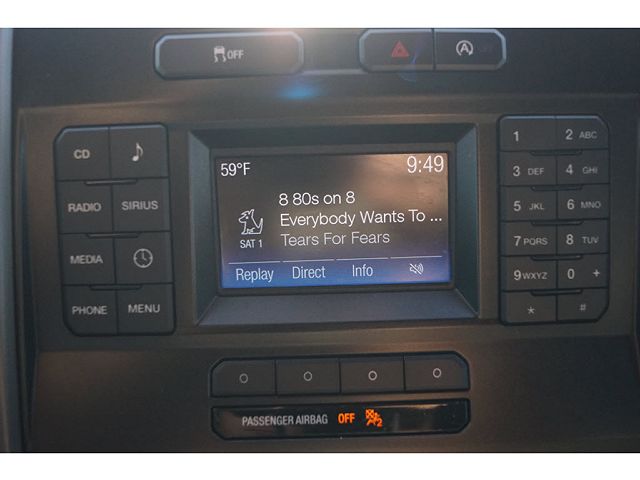 OFF
A
59°F
9:49
8 80s on 8
Everybody Wants To ...
SAT 1
Tears For Fears
Replay Direct Info
CD
RADIO SIRIUS
MEDIA
PHONE MENU
1 2 ABC
3 DEF 4 GHI
5 JKL 6 MNO
7 PQRS 8 TUV
9 WXYZ 0 +
* #
PASSENGER AIRBAG OFF 2